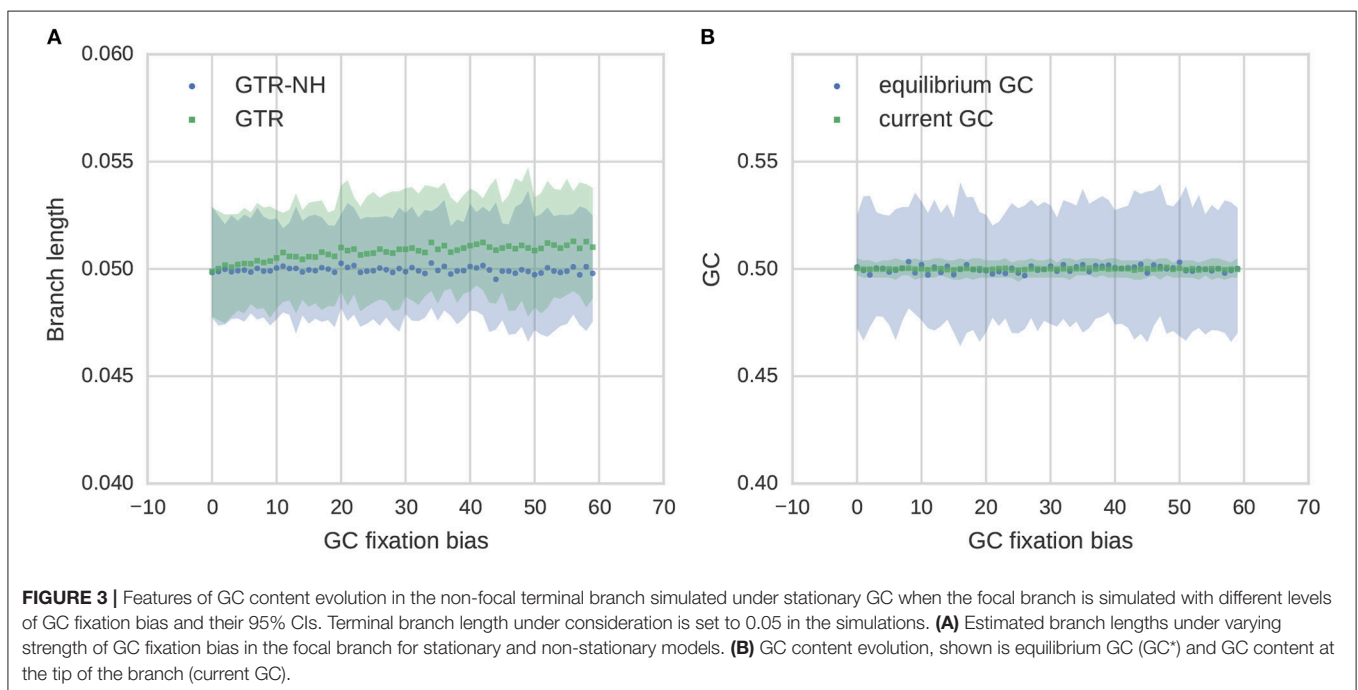 A
B
0.060
0.055
0.050
0.045
0.040
Branch length
GTR-NH
GTR
−10 0 10 20 30 40 50 60 70
GC fixation bias
0.55
0.50
0.45
0.40
GC
equilibrium GC
current GC
−10 0 10 20 30 40 50 60 70
GC fixation bias
FIGURE 3 | Features of GC content evolution in the non-focal terminal branch simulated under stationary GC when the focal branch is simulated with different levels
of GC fixation bias and their 95% CIs. Terminal branch length under consideration is set to 0.05 in the simulations. (A) Estimated branch lengths under varying
strength of GC fixation bias in the focal branch for stationary and non-stationary models. (B) GC content evolution, shown is equilibrium GC (GC*) and GC content at
the tip of the branch (current GC).